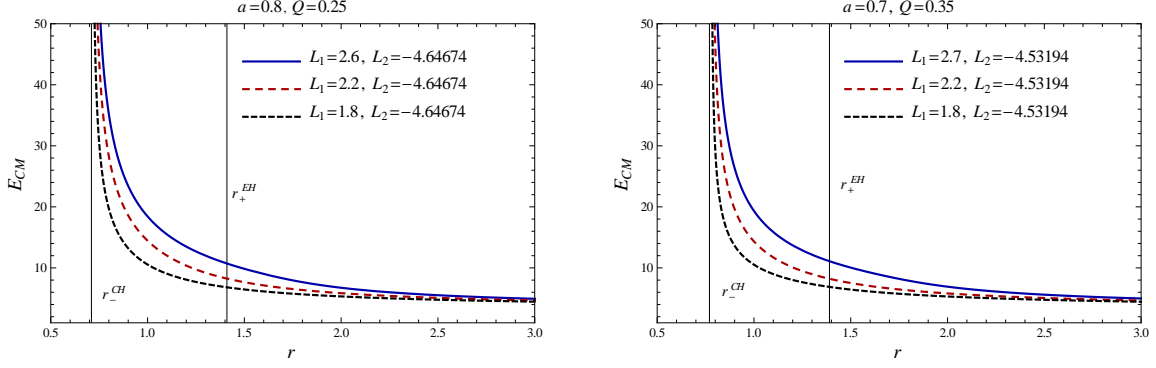 a=0.8, Q=0.25
E_CM
50
40
30
20
10
L_1=2.6, L_2=-4.64674
L_1=2.2, L_2=-4.64674
L_1=1.8, L_2=-4.64674
r_+^EH
r_-^CH
0.5 1.0 1.5 2.0 2.5 3.0
r
a=0.7, Q=0.35
E_CM
50
40
30
20
10
L_1=2.7, L_2=-4.53194
L_1=2.2, L_2=-4.53194
L_1=1.8, L_2=-4.53194
r_+^EH
r_-^CH
0.5 1.0 1.5 2.0 2.5 3.0
r